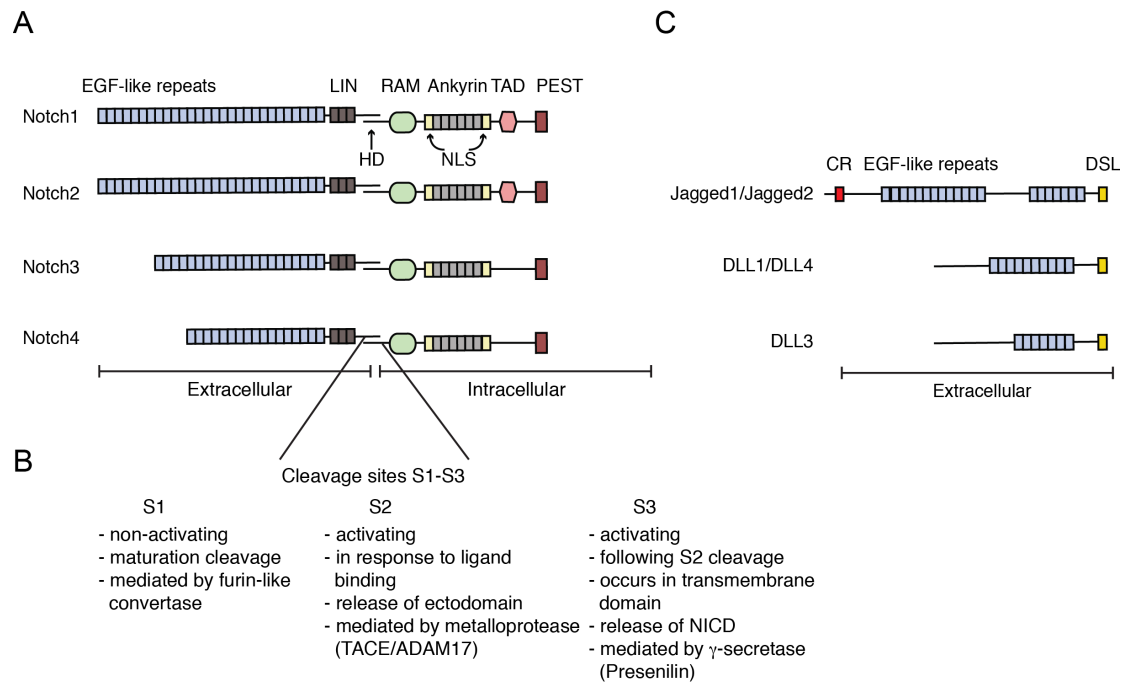 A
EGF-like repeats LIN RAM Ankyrin TAD PEST
Notch1
HD NLS
Notch2
Notch3
Notch4
Extracellular Intracellular
B
Cleavage sites S1-S3
S1
- non-activating
- maturation cleavage
- mediated by furin-like
convertase
S2
- activating
- in response to ligand
binding
- release of ectodomain
- mediated by metalloprotease
(TACE/ADAM17)
S3
- activating
- following S2 cleavage
- occurs in transmembrane
domain
- release of NICD
- mediated by γ-secretase
(Presenilin)
C
CR EGF-like repeats DSL
Jagged1/Jagged2
DLL1/DLL4
DLL3
Extracellular